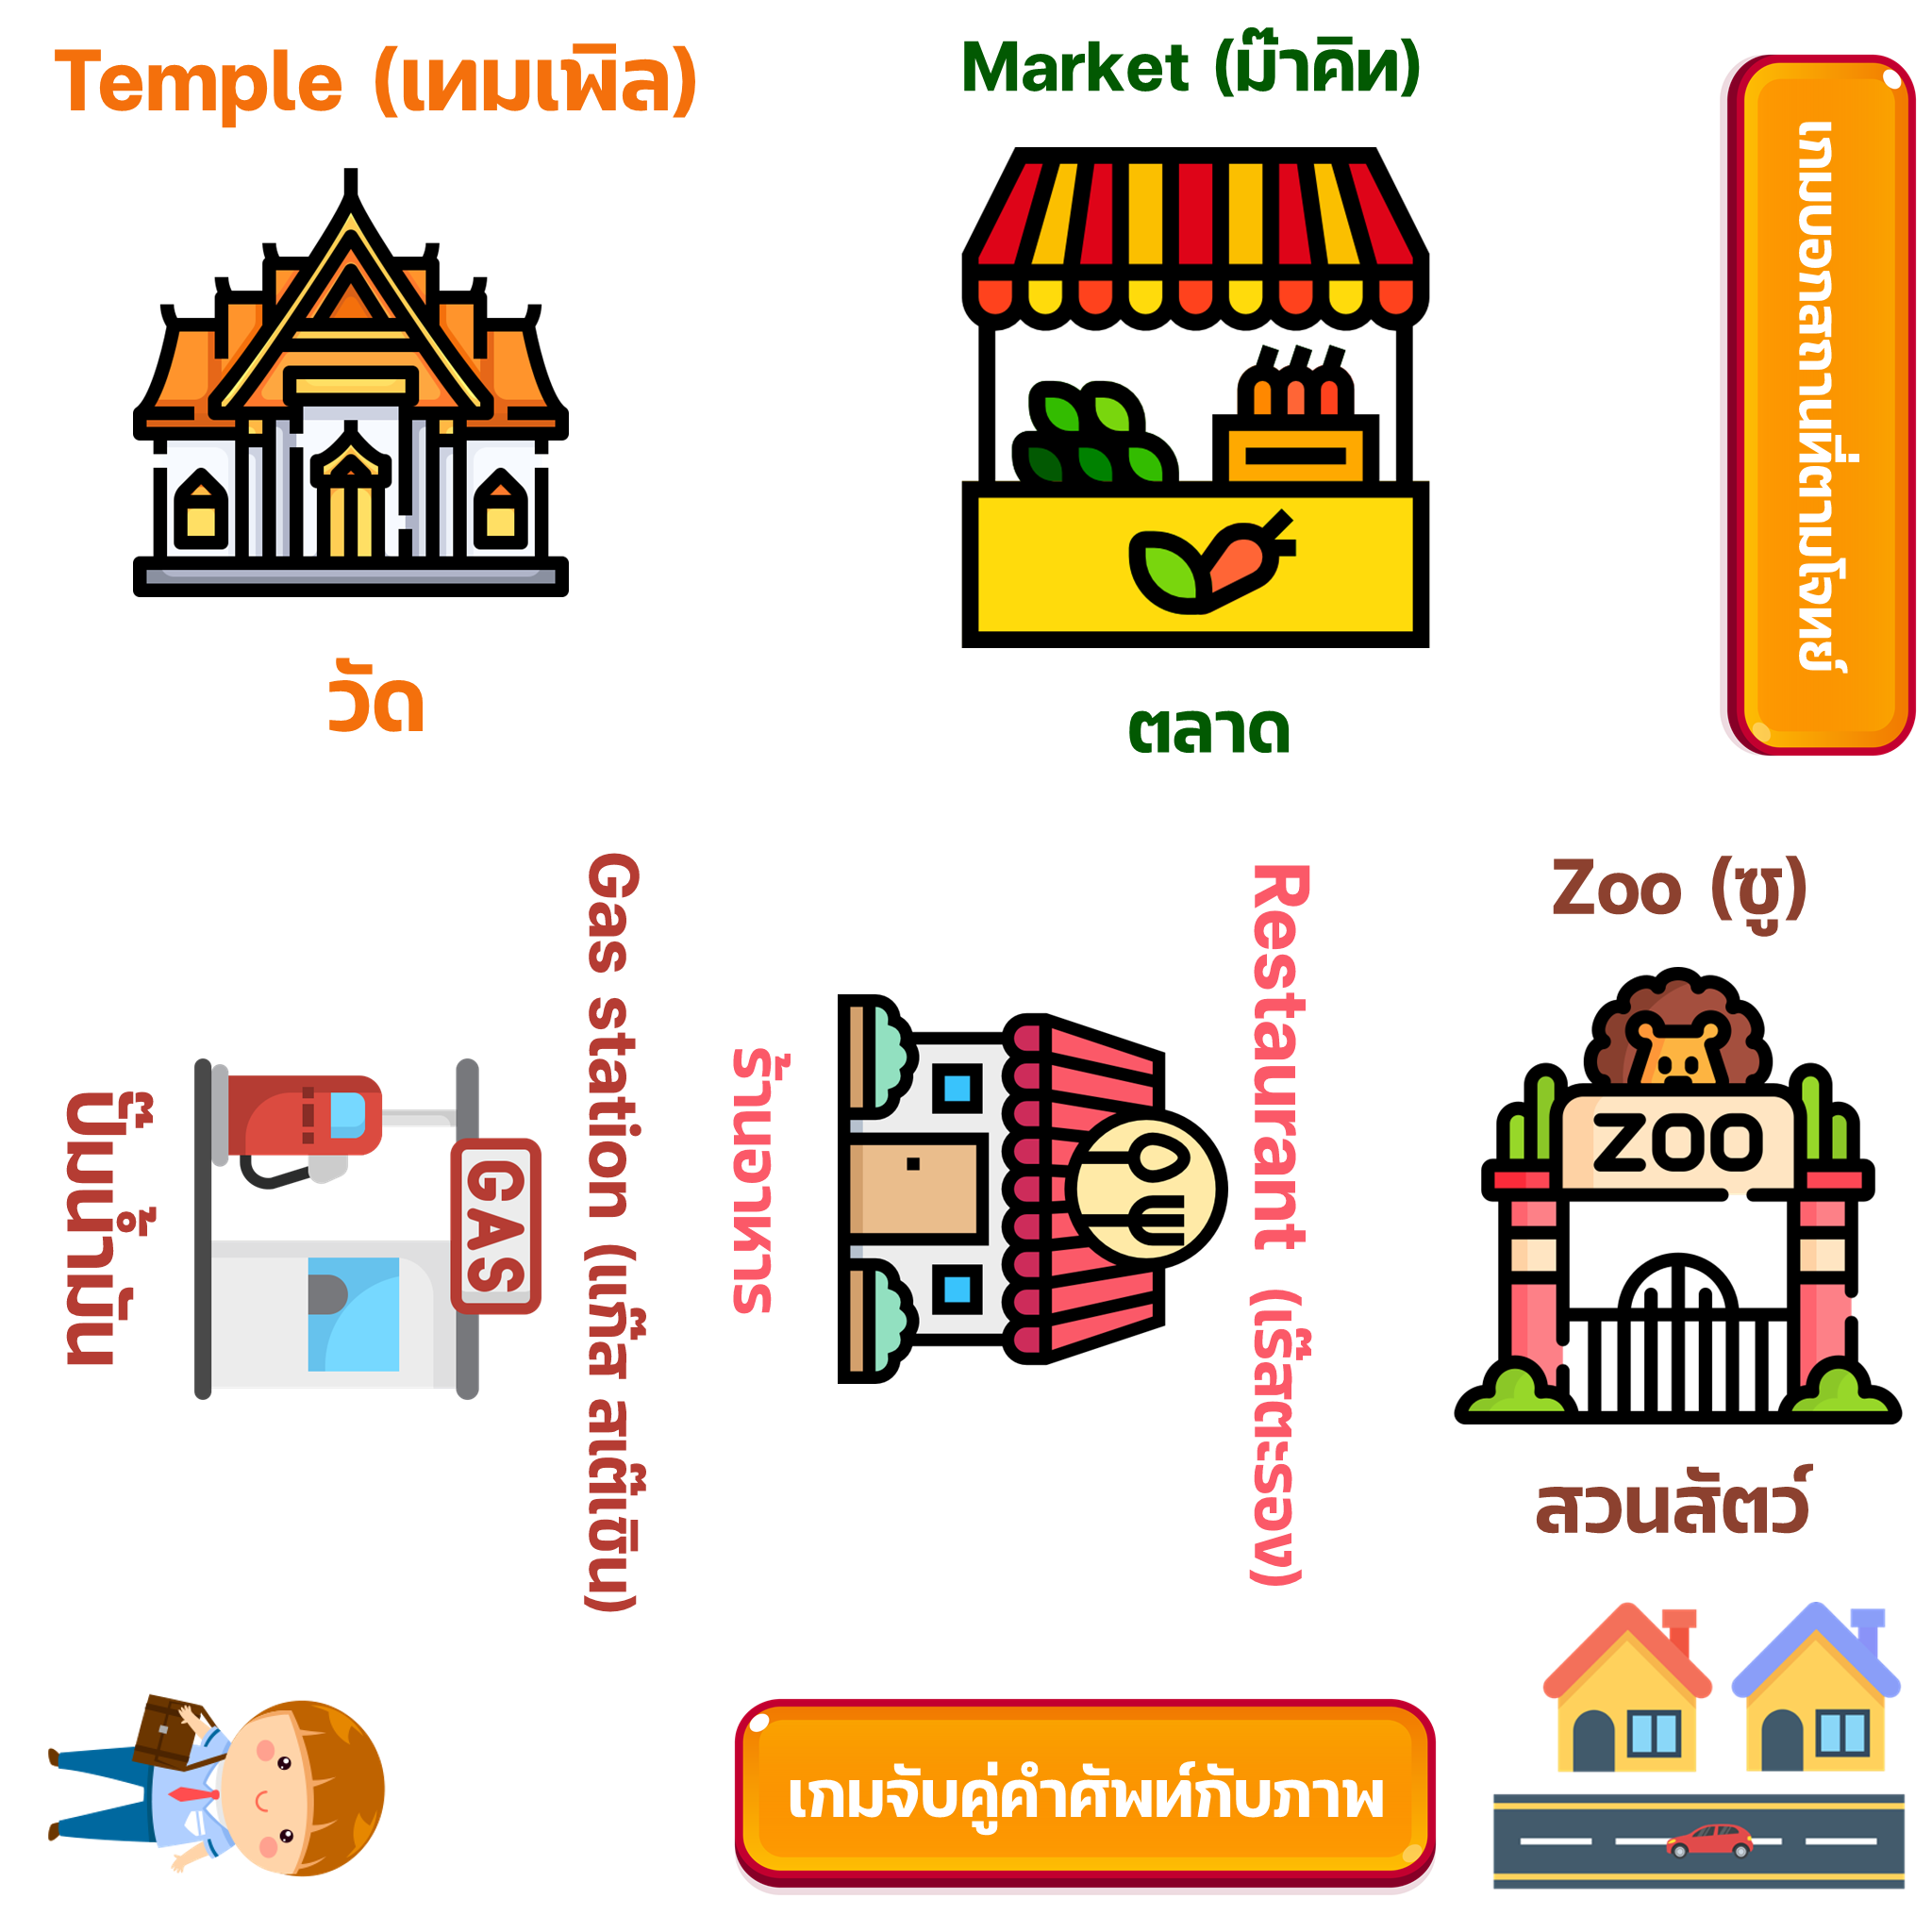 Temple (เทมเพิล)
วัด
Market (ม๊าคิท)
ตลาด
เกมบอกสถานที่ตามโจทย์
Gas station (แก๊ส สเต๊ชิน)
GAS
ปั๊มน้ำมัน
Restaurant (เร๊สตะรอง)
ร้านอาหาร
Zoo (ซู)
ZOO
สวนสัตว์
เกมจับคู่คำศัพท์กับภาพ